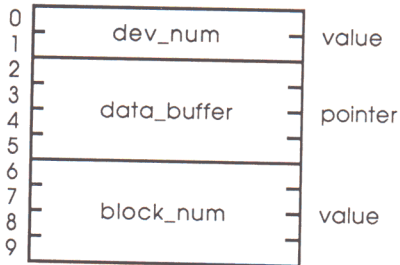 0
1 dev_num value
2
3
4 data_buffer pointer
5
6
7
8 block_num value
9